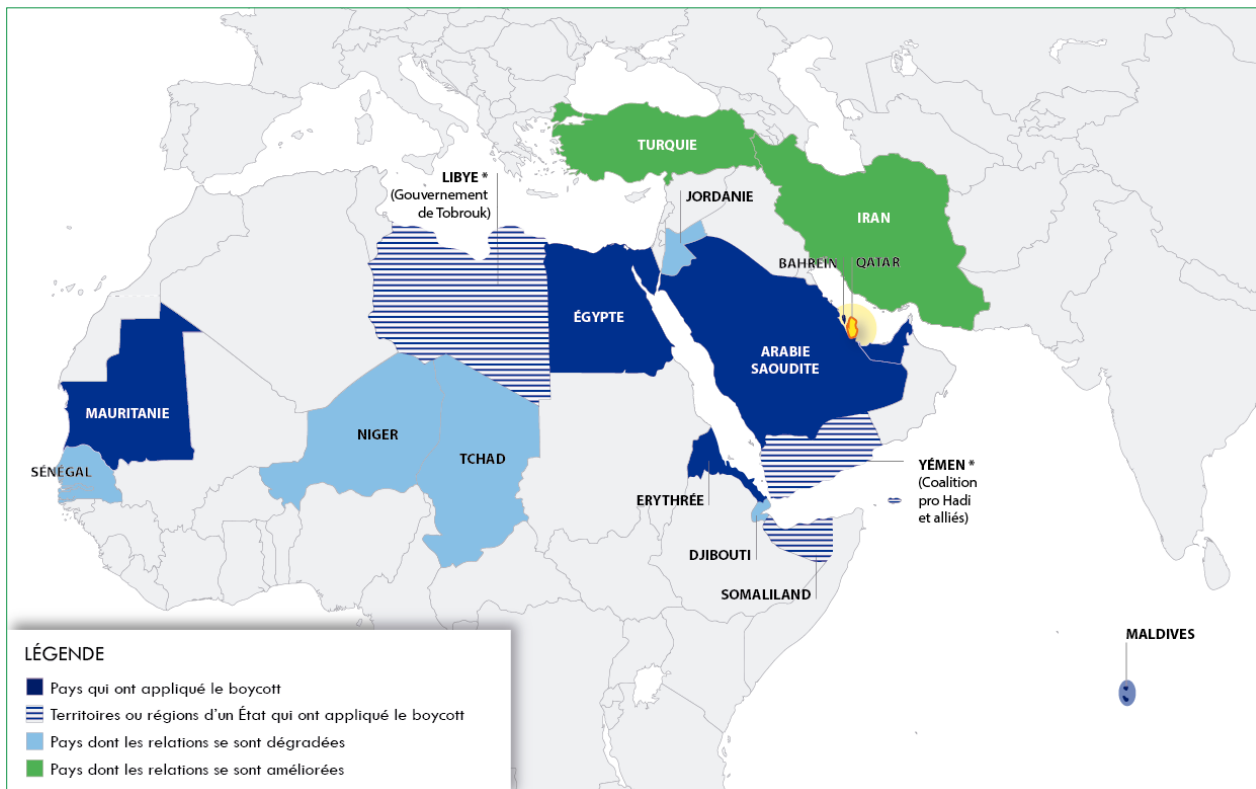 TURQUIE
LIBYE *
(Gouvernement
de Tobrouk)
JORDANIE
IRAN
BAHREIN
QATAR
ÉGYPTE
ARABIE
SAOUDITE
MAURITANIE
NIGER
TCHAD
SÉNÉGAL
YÉMEN *
(Coalition
pro Hadi
et alliés)
ERYTHRÉE
DJIBOUTI
SOMALILAND
MALDIVES
LÉGENDE
Pays qui ont appliqué le boycott
Territoires ou régions d'un État qui ont appliqué le boycott
Pays dont les relations se sont dégradées
Pays dont les relations se sont améliorées